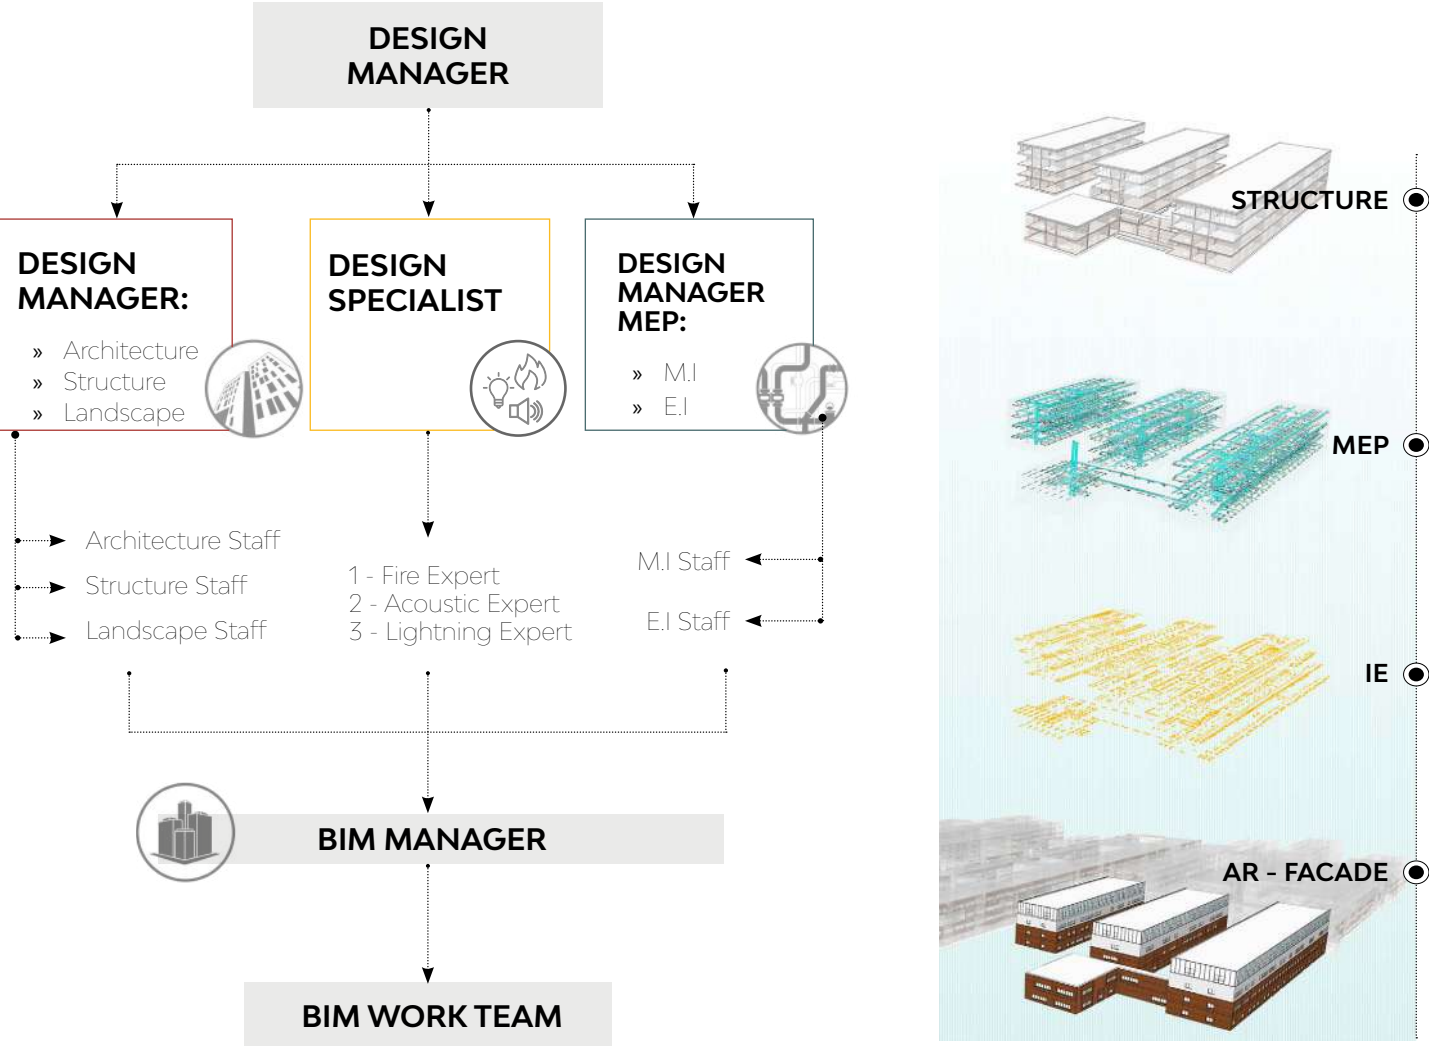 DESIGN
MANAGER
DESIGN
MANAGER:
» Architecture
» Structure
» Landscape
DESIGN
SPECIALIST
DESIGN
MANAGER
MEP:
» M.I
» E.I
Architecture Staff
Structure Staff
Landscape Staff
1 - Fire Expert
2 - Acoustic Expert
3 - Lightning Expert
M.I Staff
E.I Staff
BIM MANAGER
BIM WORK TEAM
STRUCTURE
MEP
IE
AR - FACADE